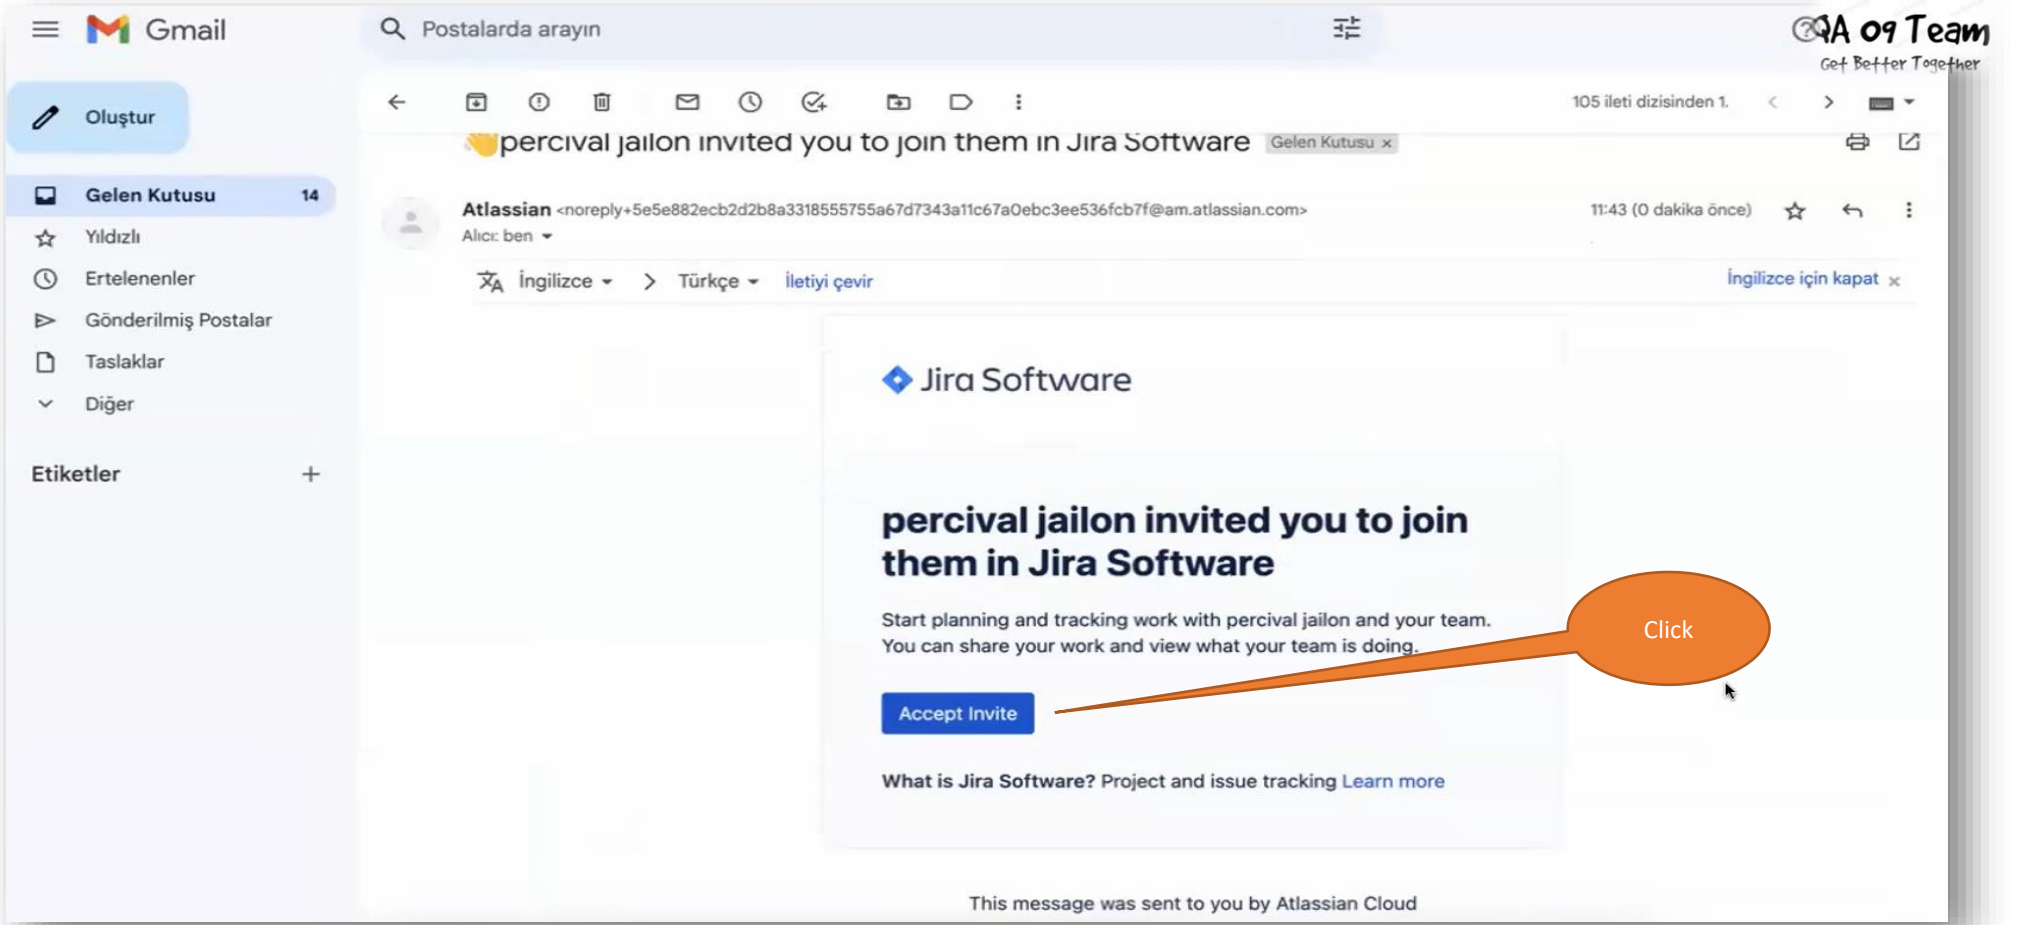 Gmail
Postalarda arayın
QA 09 Team
Get Better Together
Oluştur
105 ileti dizisinden 1.
percival jailon invited you to join them in Jira Software
Gelen Kutusu x
Gelen Kutusu 14
Atlassian <noreply+5e5e882ecb2d2b8a3318555755a67d7343a11c67a0ebc3ee536fcb7f@am.atlassian.com>
11:43 (0 dakika önce)
Alıcı: ben
Yıldızlı
Ertelenenler
İngilizce > Türkçe İletiyi çevir
İngilizce için kapat x
Gönderilmiş Postalar
Taslaklar
Diğer
Etiketler +
Jira Software
percival jailon invited you to join
them in Jira Software
Start planning and tracking work with percival jailon and your team.
You can share your work and view what your team is doing.
Click
Accept Invite
What is Jira Software? Project and issue tracking Learn more
This message was sent to you by Atlassian Cloud